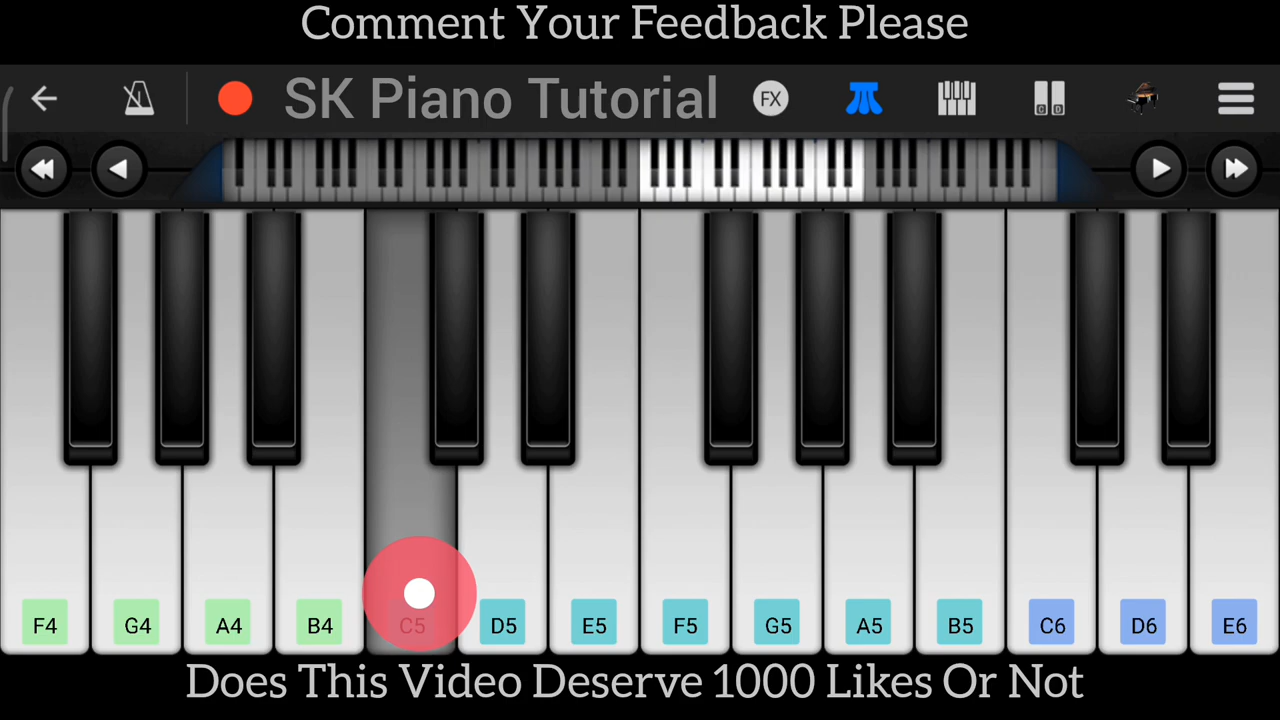 Comment Your Feedback Please
SK Piano Tutorial FX C D
F4 G4 A4 B4 C5 D5 E5 F5 G5 A5 B5 C6 D6 E6
Does This Video Deserve 1000 Likes Or Not